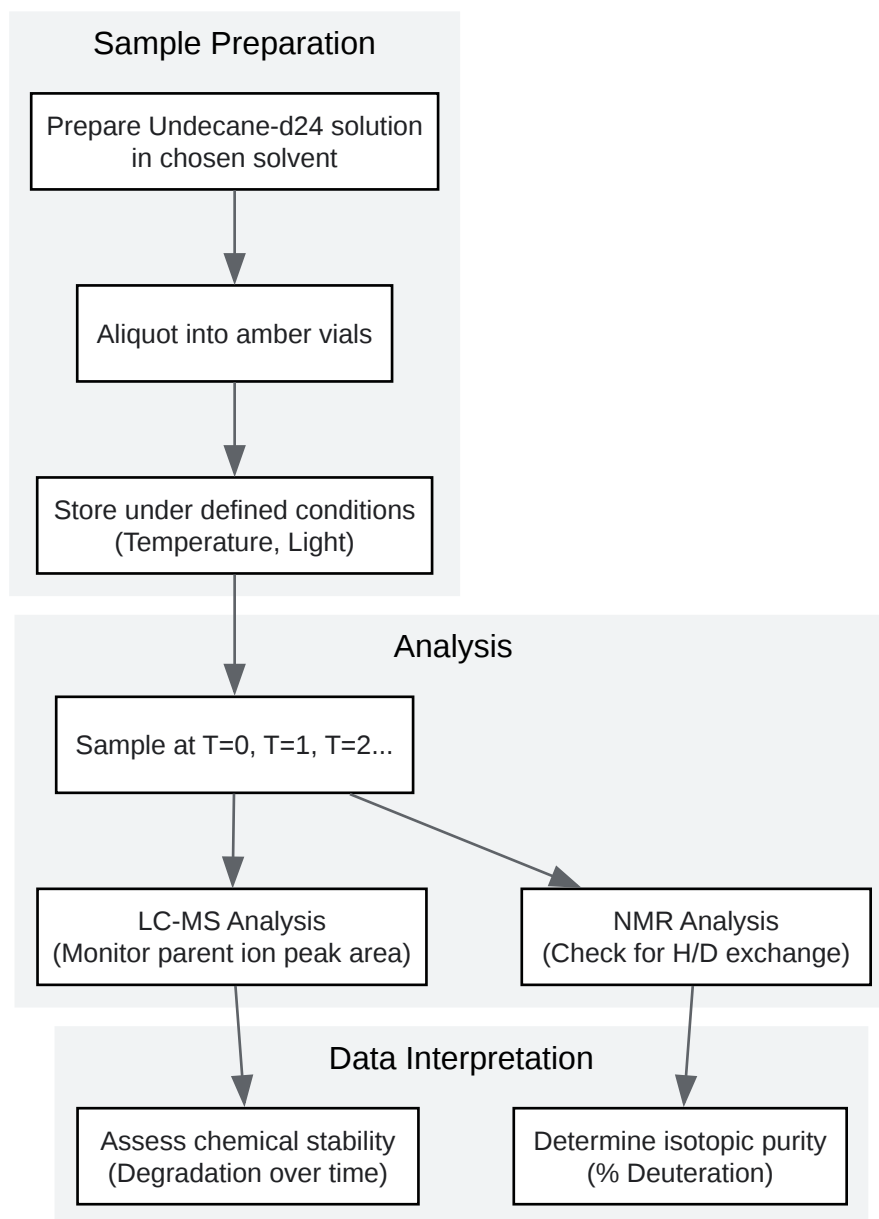 Sample Preparation
Prepare Undecane-d24 solution
in chosen solvent
Aliquot into amber vials
Store under defined conditions
(Temperature, Light)
Analysis
Sample at T=0, T=1, T=2...
LC-MS Analysis
(Monitor parent ion peak area)
NMR Analysis
(Check for H/D exchange)
Data Interpretation
Assess chemical stability
(Degradation over time)
Determine isotopic purity
(% Deuteration)